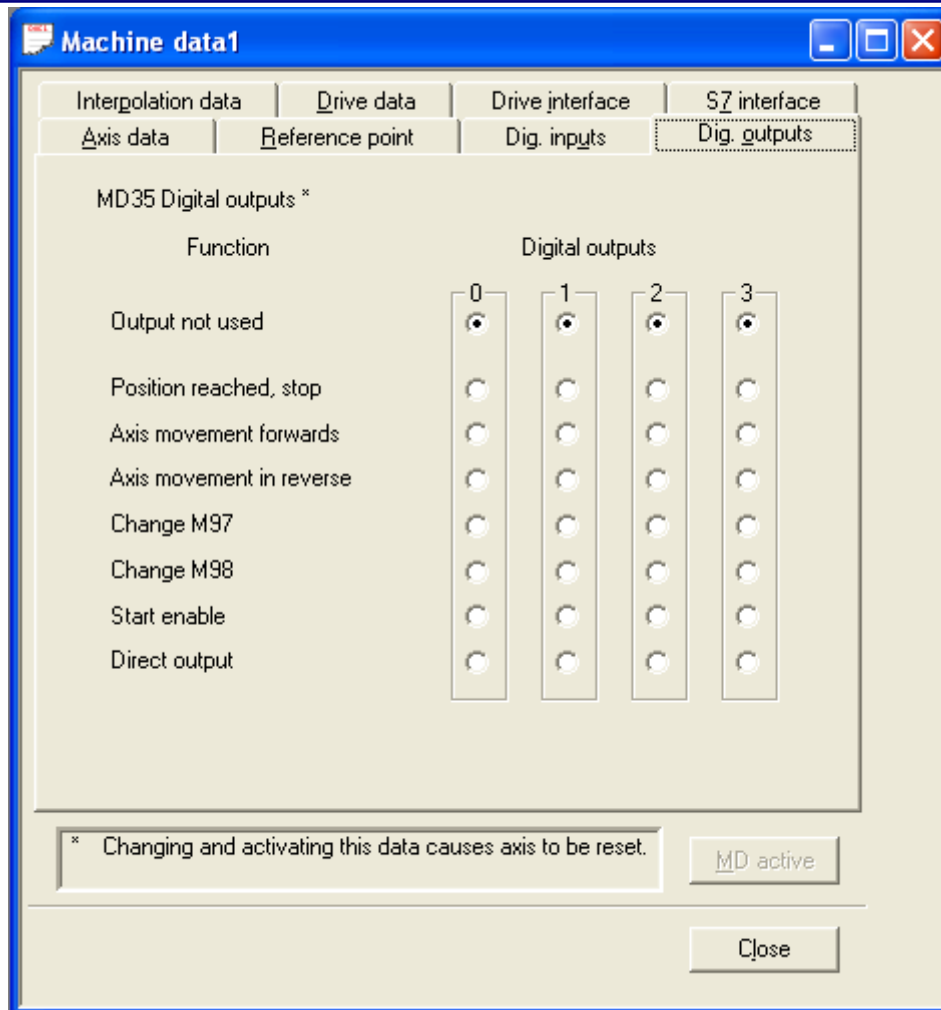 Machine data1
Interpolation data Drive data Drive interface S7 interface
Axis data Reference point Dig. inputs Dig. outputs
MD35 Digital outputs *
Function Digital outputs
0 1 2 3
Output not used
Position reached, stop
Axis movement forwards
Axis movement in reverse
Change M97
Change M98
Start enable
Direct output
* Changing and activating this data causes axis to be reset.
MD active
Close